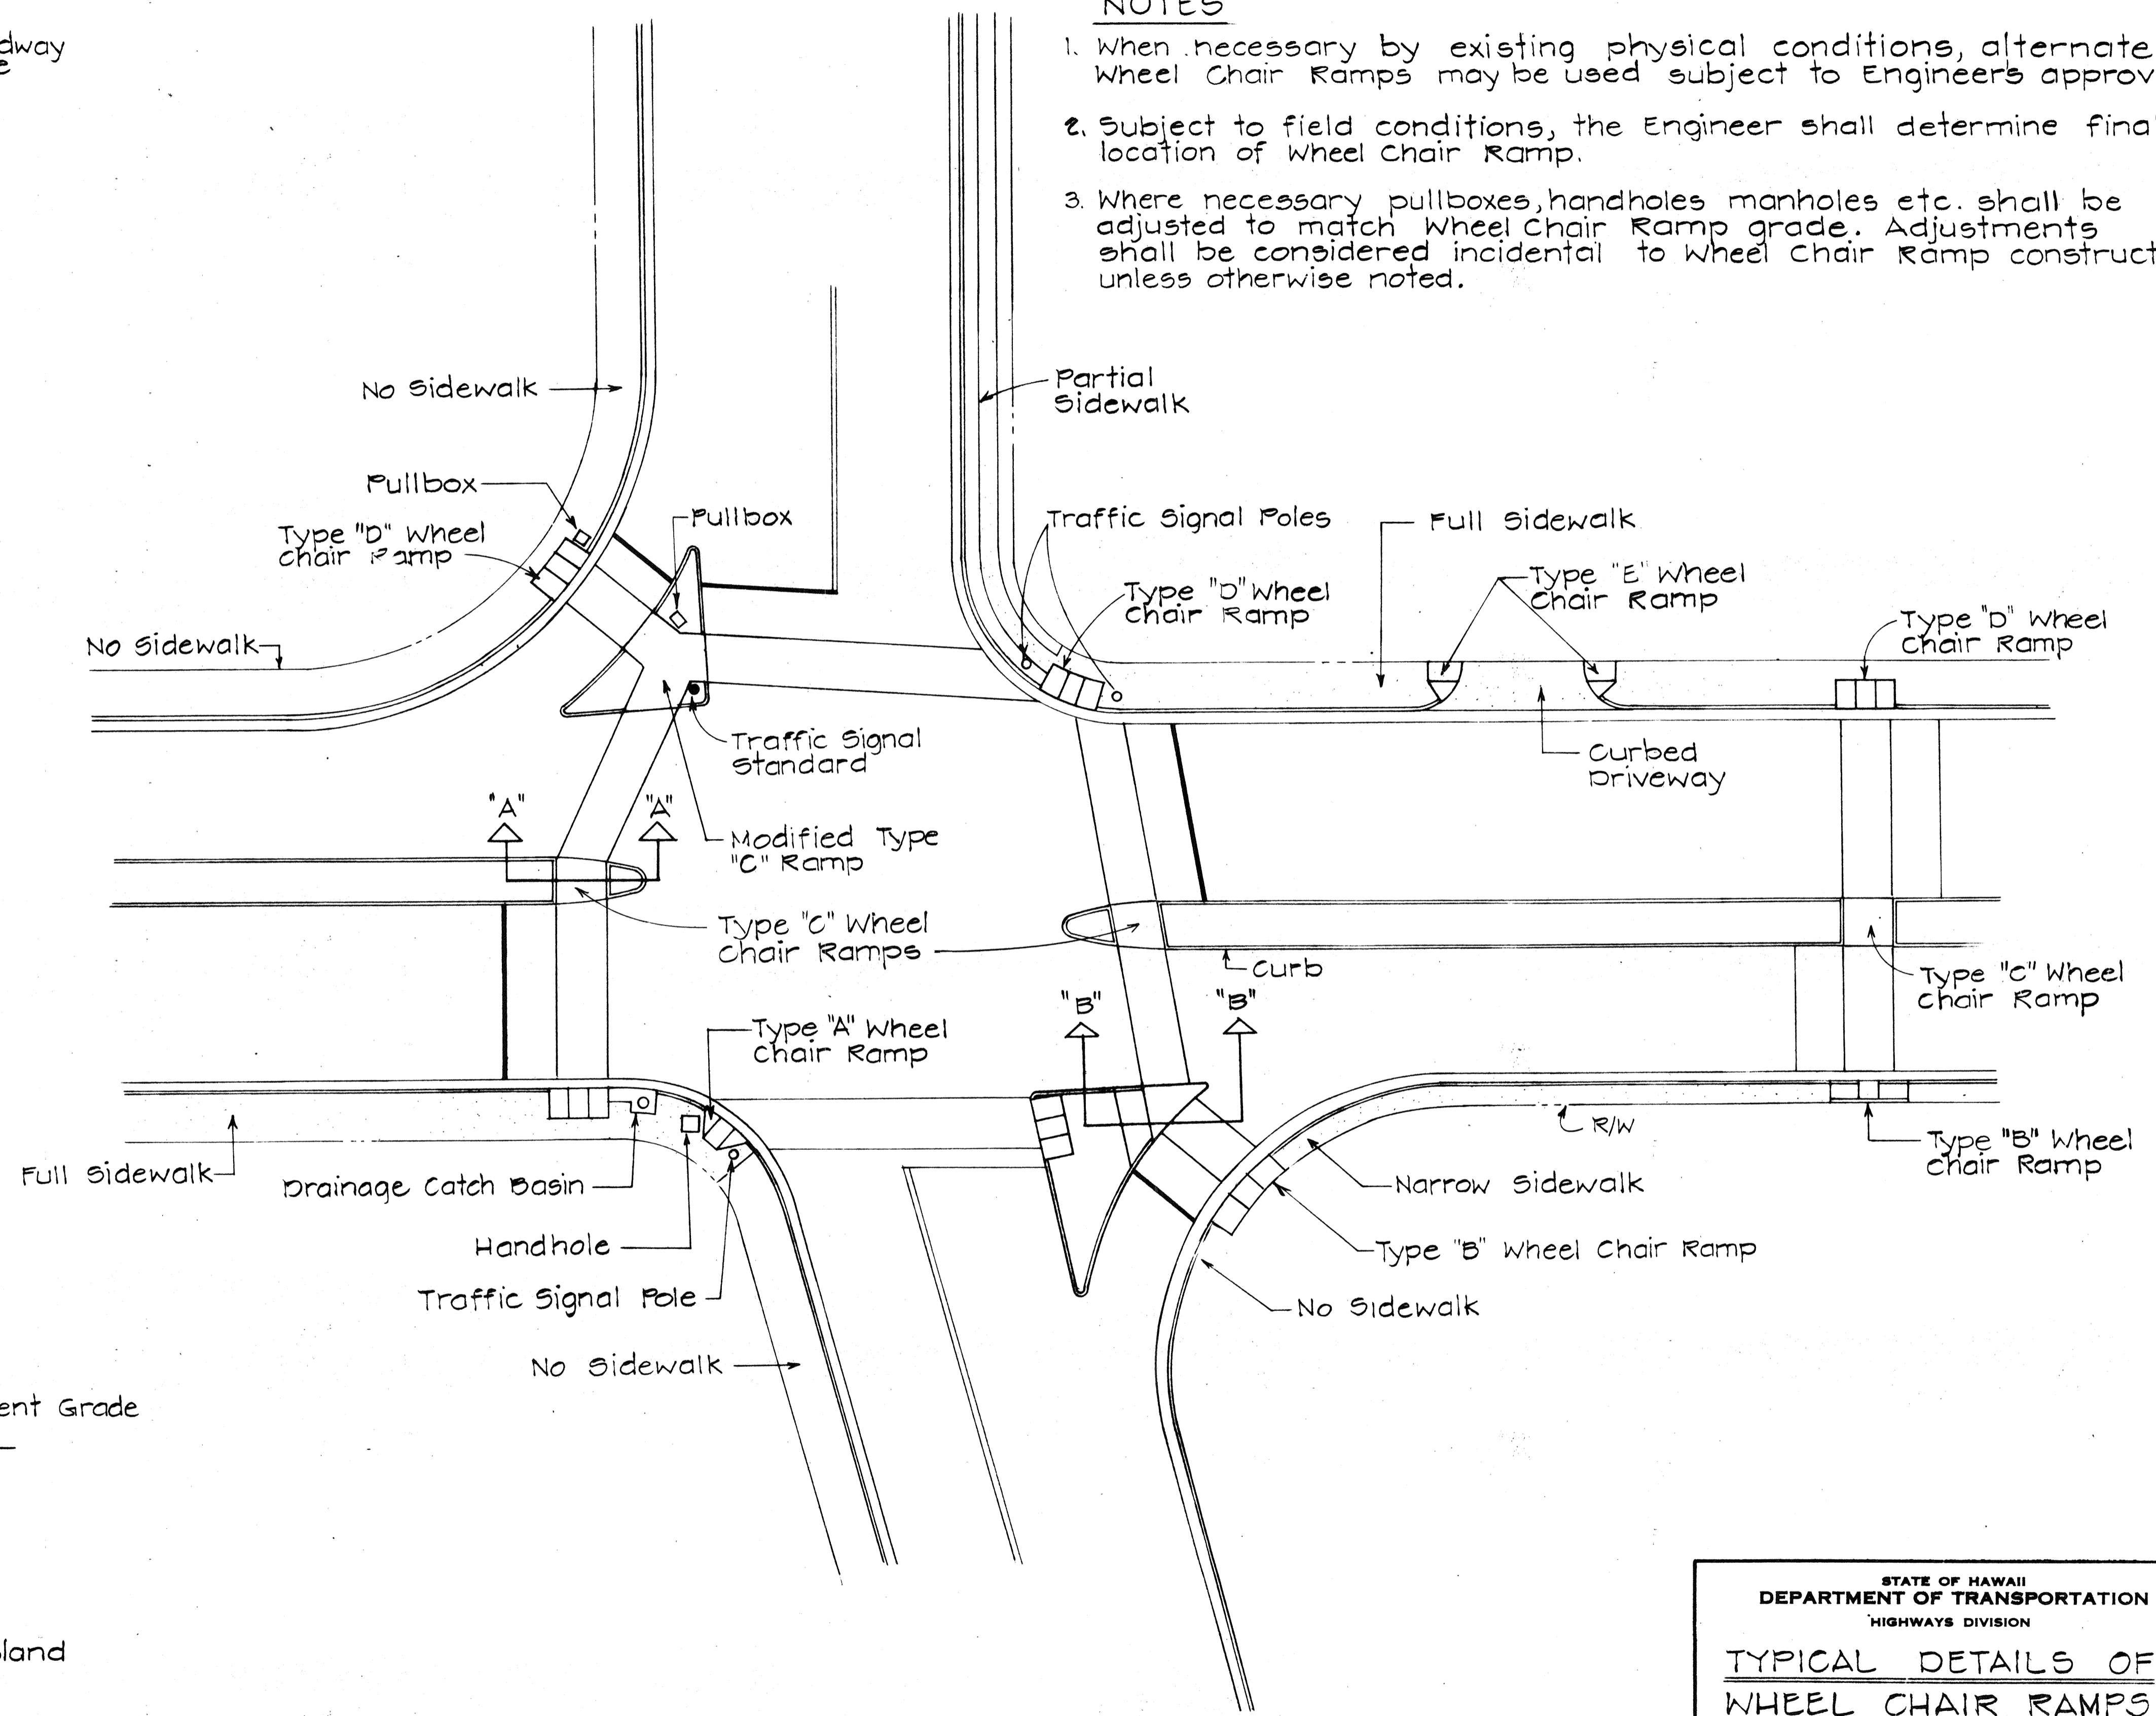 NOTES
1. When necessary by existing physical conditions, alternate
Wheel Chair Ramps may be used subject to Engineer's approv
2. Subject to field conditions, the Engineer shall determine fina
location of Wheel Chair Ramp.
3. Where necessary pullboxes, handholes manholes etc. shall be
adjusted to match Wheel Chair Ramp grade. Adjustments
shall be considered incidental to Wheel Chair Ramp construct
unless otherwise noted.
dway
e
No Sidewalk
Partial
Sidewalk
Pullbox
Type "D" Wheel
Chair Ramp
Pullbox
Traffic Signal Poles
Full Sidewalk
Type "D" Wheel
Chair Ramp
Type "E" Wheel
Chair Ramp
Type "D" Wheel
Chair Ramp
No Sidewalk
Traffic Signal
Standard
Curbed
Driveway
"A"
"A"
Modified Type
"C" Ramp
Type "C" Wheel
Chair Ramps
Curb
Type "C" Wheel
Chair Ramp
"B"
"B"
Type "A" Wheel
Chair Ramp
R/W
Type "B" Wheel
Chair Ramp
Full Sidewalk
Drainage Catch Basin
Narrow Sidewalk
Handhole
Type "B" Wheel Chair Ramp
Traffic Signal Pole
No Sidewalk
No Sidewalk
ent Grade
land
STATE OF HAWAII
DEPARTMENT OF TRANSPORTATION
HIGHWAYS DIVISION
TYPICAL DETAILS OF
WHEEL CHAIR RAMPS